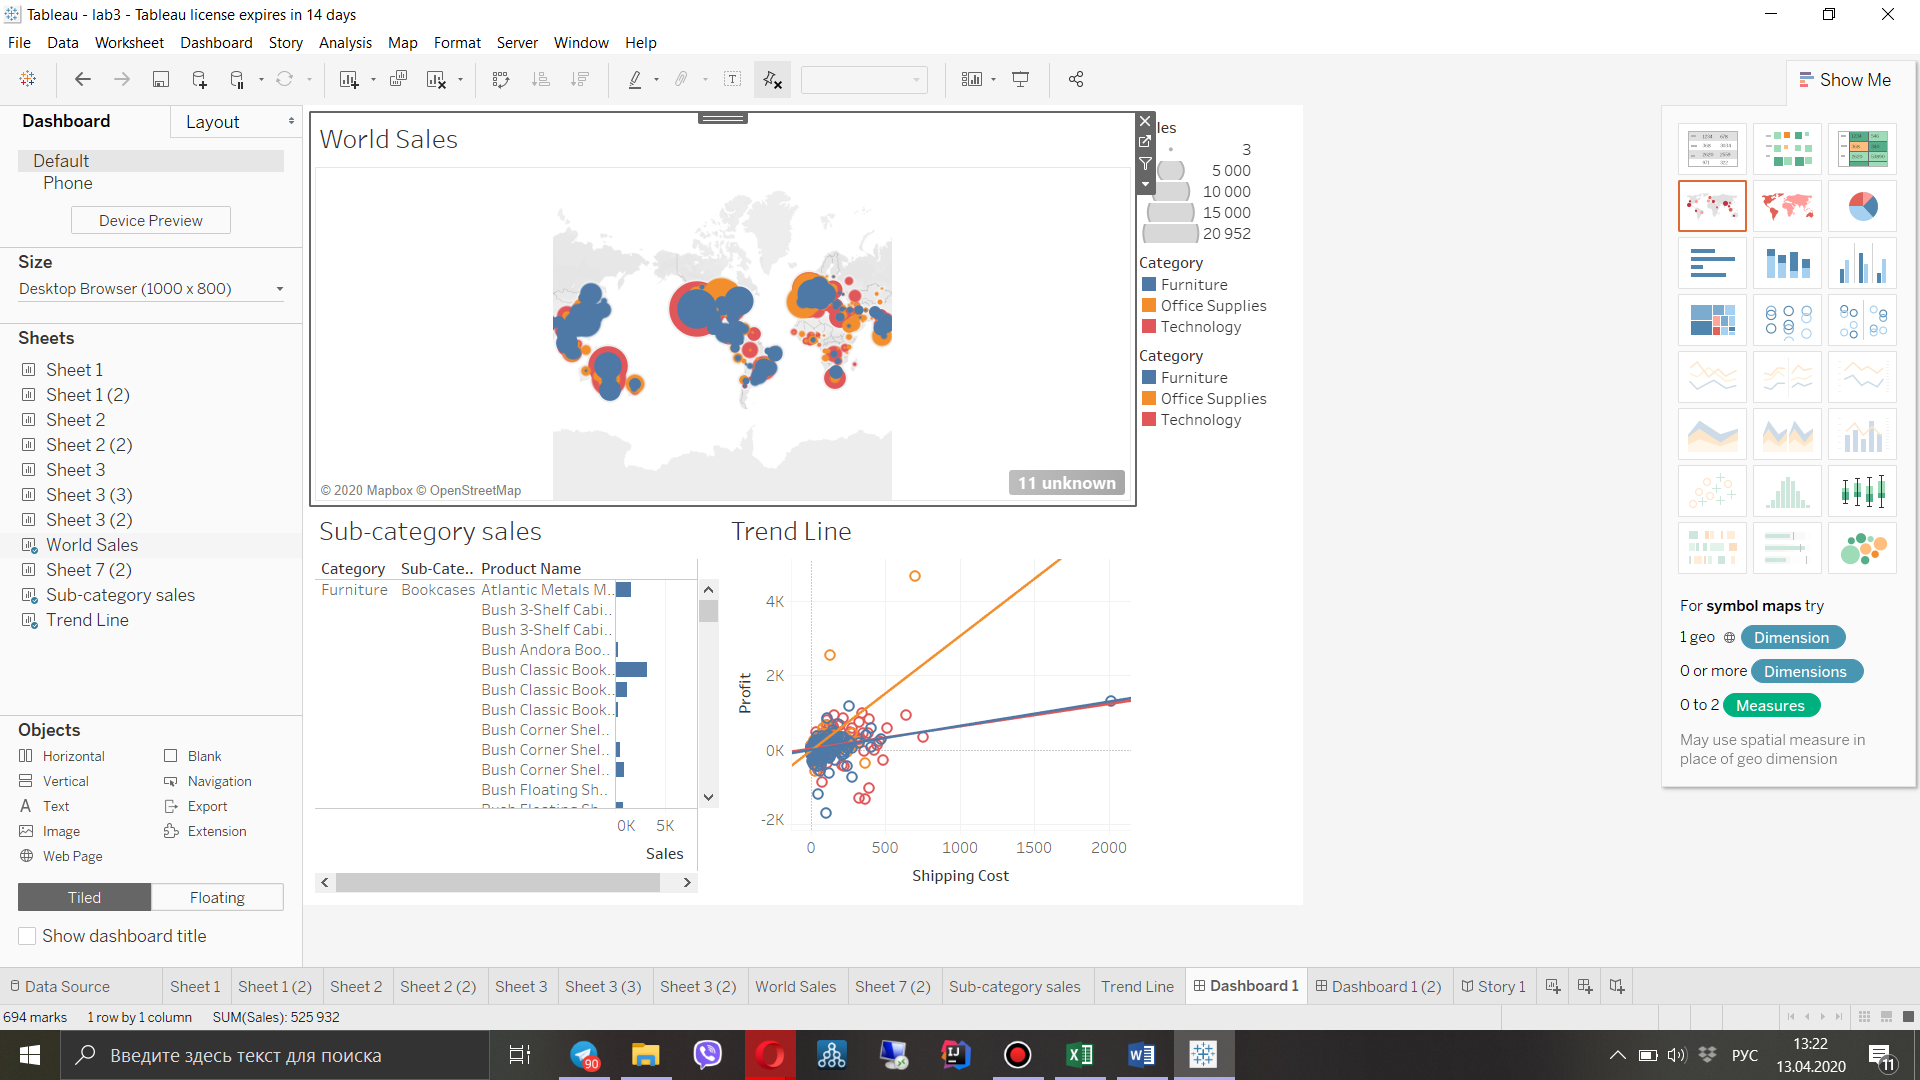 Tableau - lab3 - Tableau license expires in 14 days
File Data Worksheet Dashboard Story Analysis Map Format Server Window Help
Show Me
Dashboard Layout
Default
Phone
Device Preview
Size
Desktop Browser (1000 x 800)
Sheets
Sheet 1
Sheet 1 (2)
Sheet 2
Sheet 2 (2)
Sheet 3
Sheet 3 (3)
Sheet 3 (2)
World Sales
Sheet 7 (2)
Sub-category sales
Trend Line
Objects
Horizontal Blank
Vertical Navigation
Text Export
Image Extension
Web Page
Tiled Floating
Show dashboard title
World Sales
© 2020 Mapbox © OpenStreetMap
11 unknown
les
3
5 000
10 000
15 000
20 952
Category
Furniture
Office Supplies
Technology
Category
Furniture
Office Supplies
Technology
Sub-category sales
Category Sub-Cate.. Product Name
Furniture Bookcases Atlantic Metals M..
Bush 3-Shelf Cabi..
Bush 3-Shelf Cabi..
Bush Andora Boo..
Bush Classic Book..
Bush Classic Book..
Bush Classic Book..
Bush Corner Shel..
Bush Corner Shel..
Bush Corner Shel..
Bush Floating Sh..
Bush Floating Sh..
0K 5K
Sales
Trend Line
4K
2K
0K
-2K
Profit
0 500 1000 1500 2000
Shipping Cost
For symbol maps try
1 geo Dimension
0 or more Dimensions
0 to 2 Measures
May use spatial measure in
place of geo dimension
Data Source Sheet 1 Sheet 1 (2) Sheet 2 Sheet 2 (2) Sheet 3 Sheet 3 (3) Sheet 3 (2) World Sales Sheet 7 (2) Sub-category sales Trend Line Dashboard 1 Dashboard 1 (2) Story 1
694 marks 1 row by 1 column SUM(Sales): 525 932
Введите здесь текст для поиска
90
РУС
13:22
13.04.2020
11